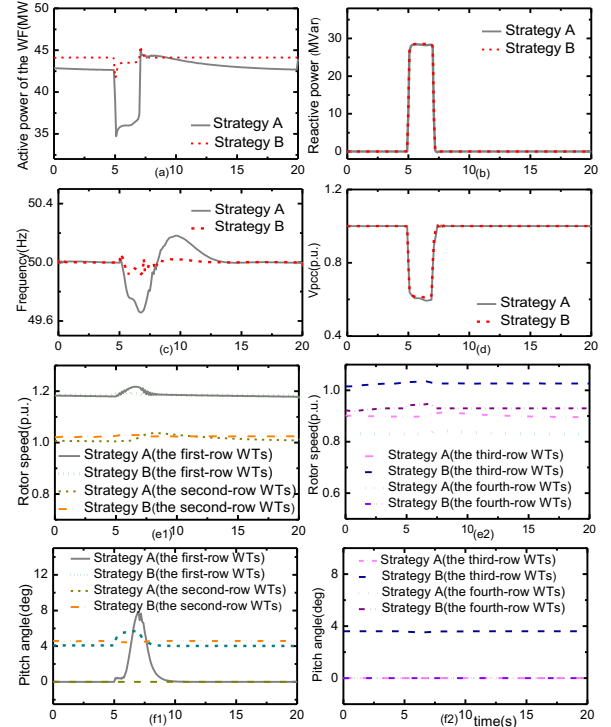 Active power of the WF(MW
45
40
35
Strategy A
Strategy B
0 5 10 15 20
(a)
Reactive power (MVar)
30
20
10
0
Strategy A
Strategy B
0 5 10 15 20
(b)
Frequency(Hz)
50.4
50.0
49.6
Strategy A
Strategy B
0 5 10 15 20
(c)
Vpcc(p.u.)
1.2
0.8
0.4
Strategy A
Strategy B
0 5 10 15 20
(d)
Rotor speed(p.u.)
1.2
1.0
0.8
Strategy A(the first-row WTs)
Strategy B(the first-row WTs)
Strategy A(the second-row WTs)
Strategy B(the second-row WTs)
0 5 10 15 20
(e1)
Rotor speed(p.u.)
1.0
0.8
0.6
Strategy A(the third-row WTs)
Strategy B(the third-row WTs)
Strategy A(the fourth-row WTs)
Strategy B(the fourth-row WTs)
0 5 10 15 20
(e2)
Pitch angle(deg)
12
8
4
0
Strategy A(the first-row WTs)
Strategy B(the first-row WTs)
Strategy A(the second-row WTs)
Strategy B(the second-row WTs)
0 5 10 15 20
(f1)
Pitch angle(deg)
8
4
0
Strategy A(the third-row WTs)
Strategy B(the third-row WTs)
Strategy A(the fourth-row WTs)
Strategy B(the fourth-row WTs)
0 5 10 15 20
(f2) time(s)